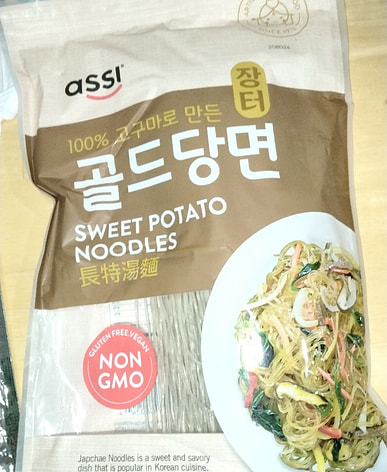 assi
장터
100% 고구마로 만든
골드당면
SWEET POTATO
NOODLES
長特湯麵
GLUTEN FREE.VEGAN
NON
GMO
Japchae Noodles is a sweet and savory
dish that is popular in Korean cuisine.